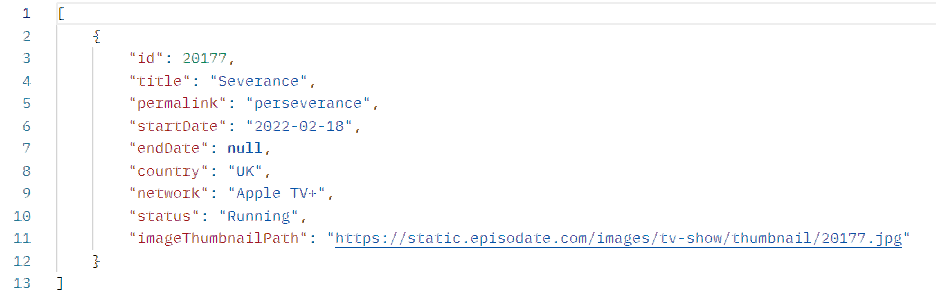 1 [
2 {
3 "id": 20177,
4 "title": "Severance",
5 "permalink": "perseverance",
6 "startDate": "2022-02-18",
7 "endDate": null,
8 "country": "UK",
9 "network": "Apple TV+",
10 "status": "Running",
11 "imageThumbnailPath": "https://static.episodate.com/images/tv-show/thumbnail/20177.jpg"
12 }
13 ]